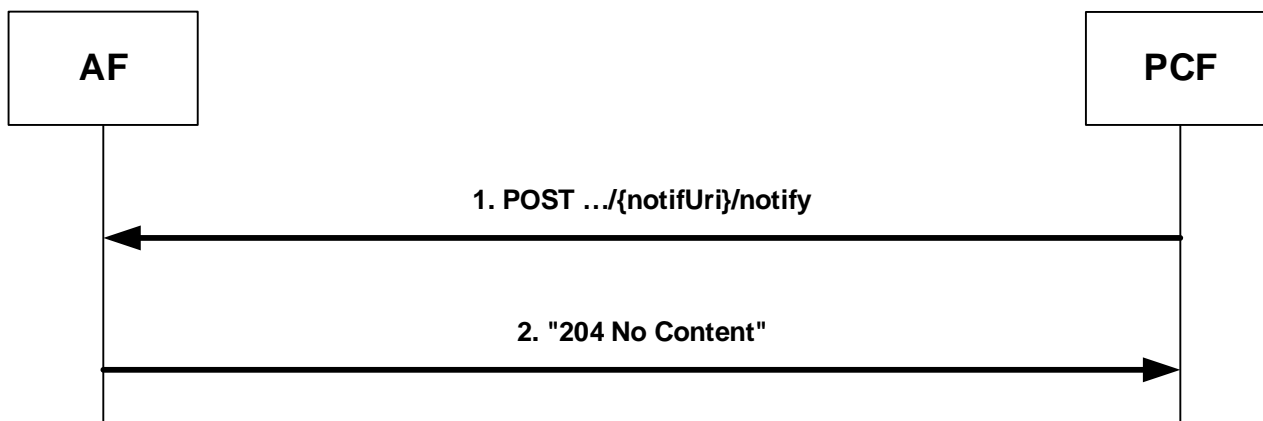 AF
PCF
1. POST …/{notifUri}/notify
2. "204 No Content"